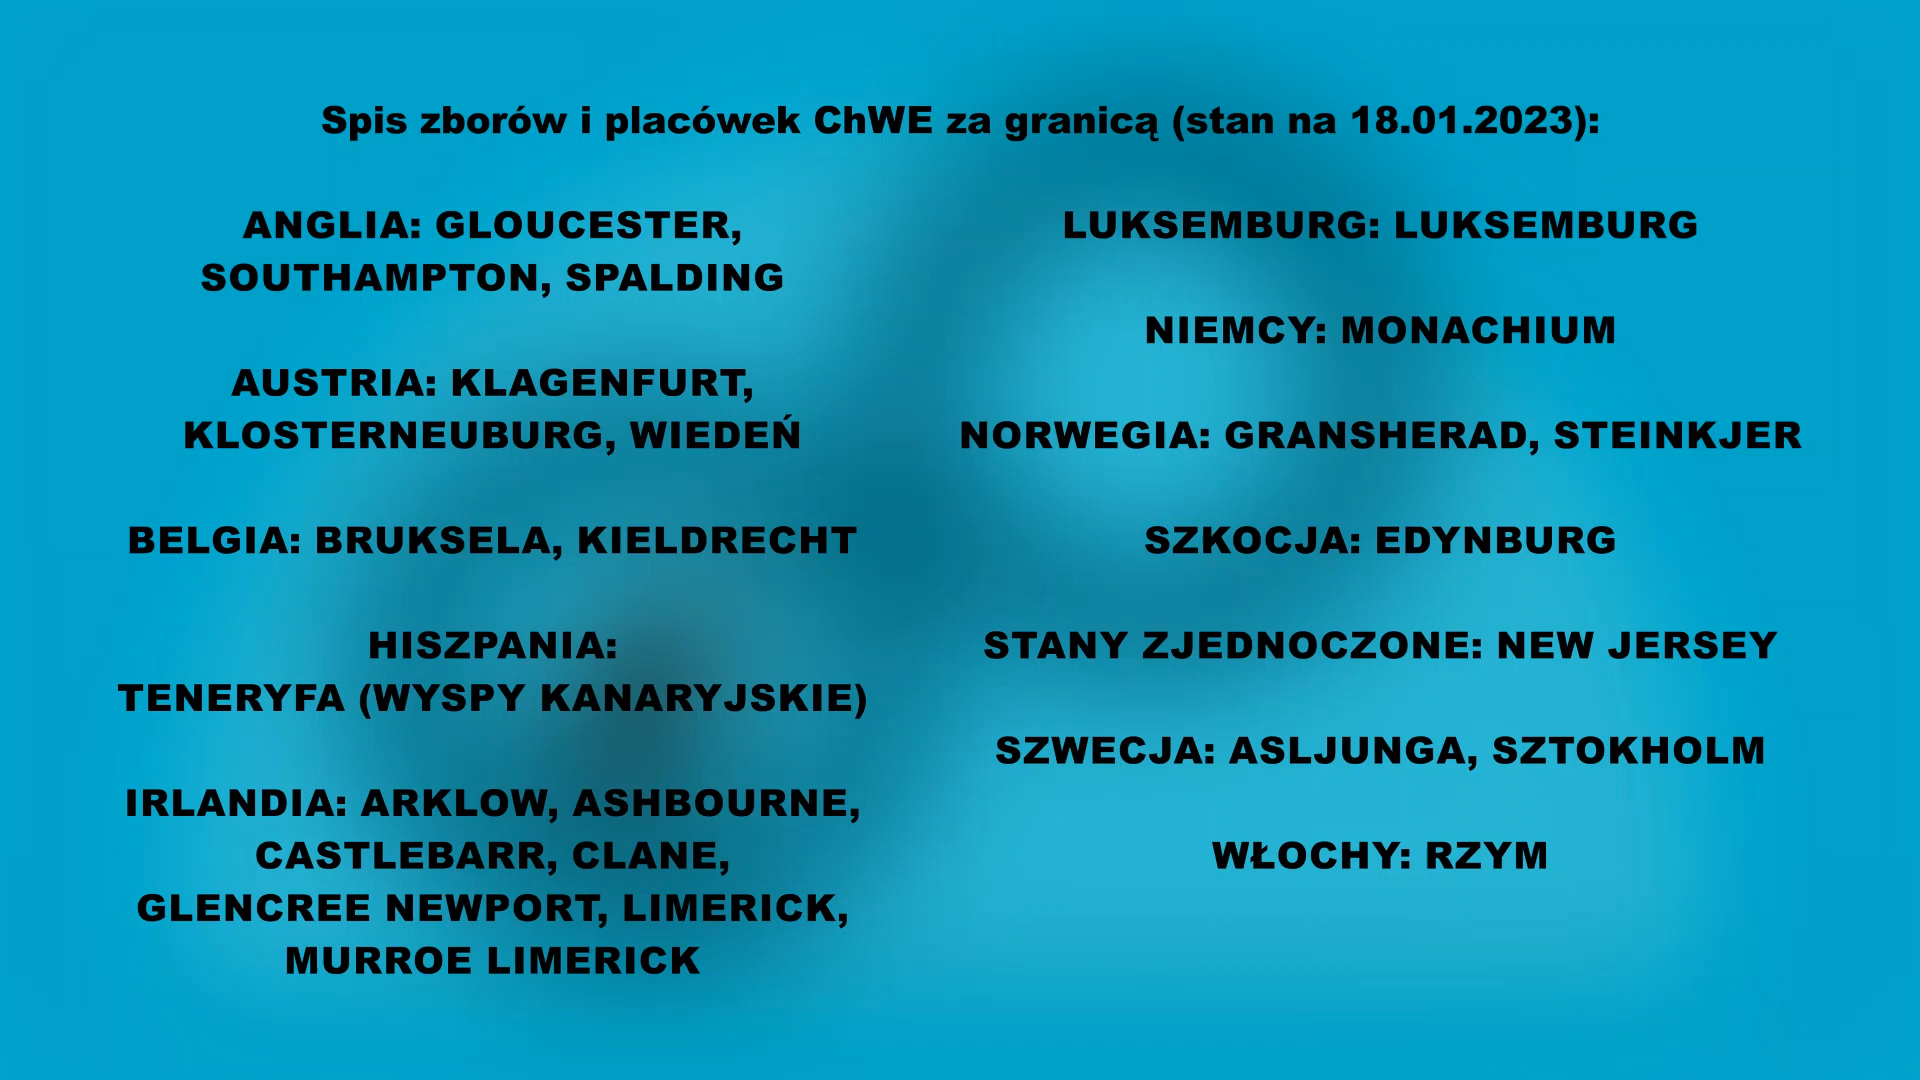 Spis zborów i placówek ChWE za granicą (stan na 18.01.2023):
ANGLIA: GLOUCESTER,
SOUTHAMPTON, SPALDING
AUSTRIA: KLAGENFURT,
KLOSTERNEUBURG, WIEDEŃ
BELGIA: BRUKSELA, KIELDRECHT
HISZPANIA:
TENERYFA (WYSPY KANARYJSKIE)
IRLANDIA: ARKLOW, ASHBOURNE,
CASTLEBARR, CLANE,
GLENCREE NEWPORT, LIMERICK,
MURROE LIMERICK
LUKSEMBURG: LUKSEMBURG
NIEMCY: MONACHIUM
NORWEGIA: GRANSHERAD, STEINKJER
SZKOCJA: EDYNBURG
STANY ZJEDNOCZONE: NEW JERSEY
SZWECJA: ASLJUNGA, SZTOKHOLM
WŁOCHY: RZYM